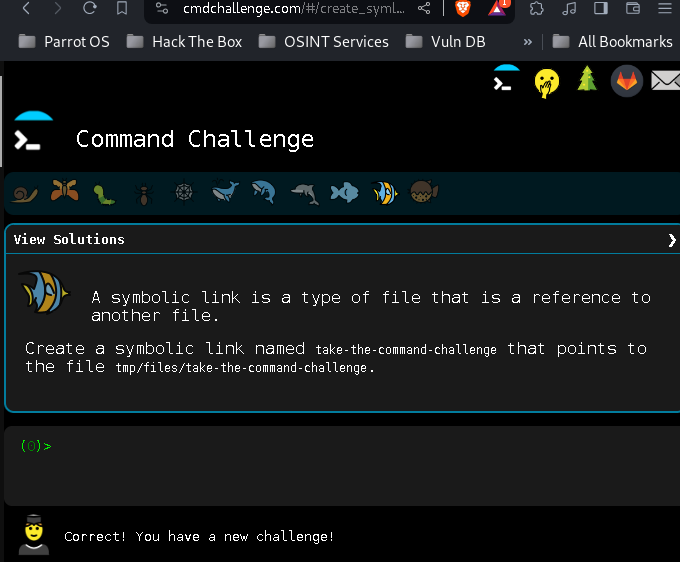 cmdchallenge.com/#/create_syml...
1
Parrot OS
Hack The Box
OSINT Services
Vuln DB
»
All Bookmarks
Command Challenge
View Solutions
A symbolic link is a type of file that is a reference to
another file.
Create a symbolic link named take-the-command-challenge that points to
the file tmp/files/take-the-command-challenge.
(0)>
Correct! You have a new challenge!